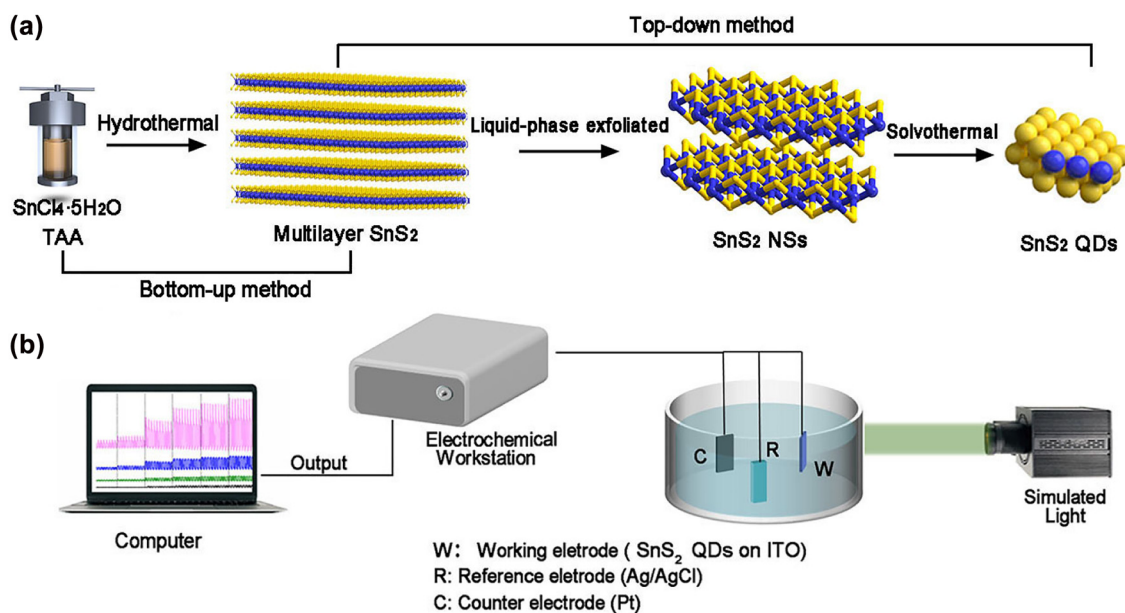 (a)
Top-down method
Hydrothermal
Liquid-phase exfoliated
Solvothermal
SnCl4·5H2O
TAA
Multilayer SnS2
SnS2 NSs
SnS2 QDs
Bottom-up method
(b)
Electrochemical
Workstation
Output
Computer
C
R
W
Simulated
Light
W: Working eletrode ( SnS2 QDs on ITO)
R: Reference eletrode (Ag/AgCl)
C: Counter electrode (Pt)